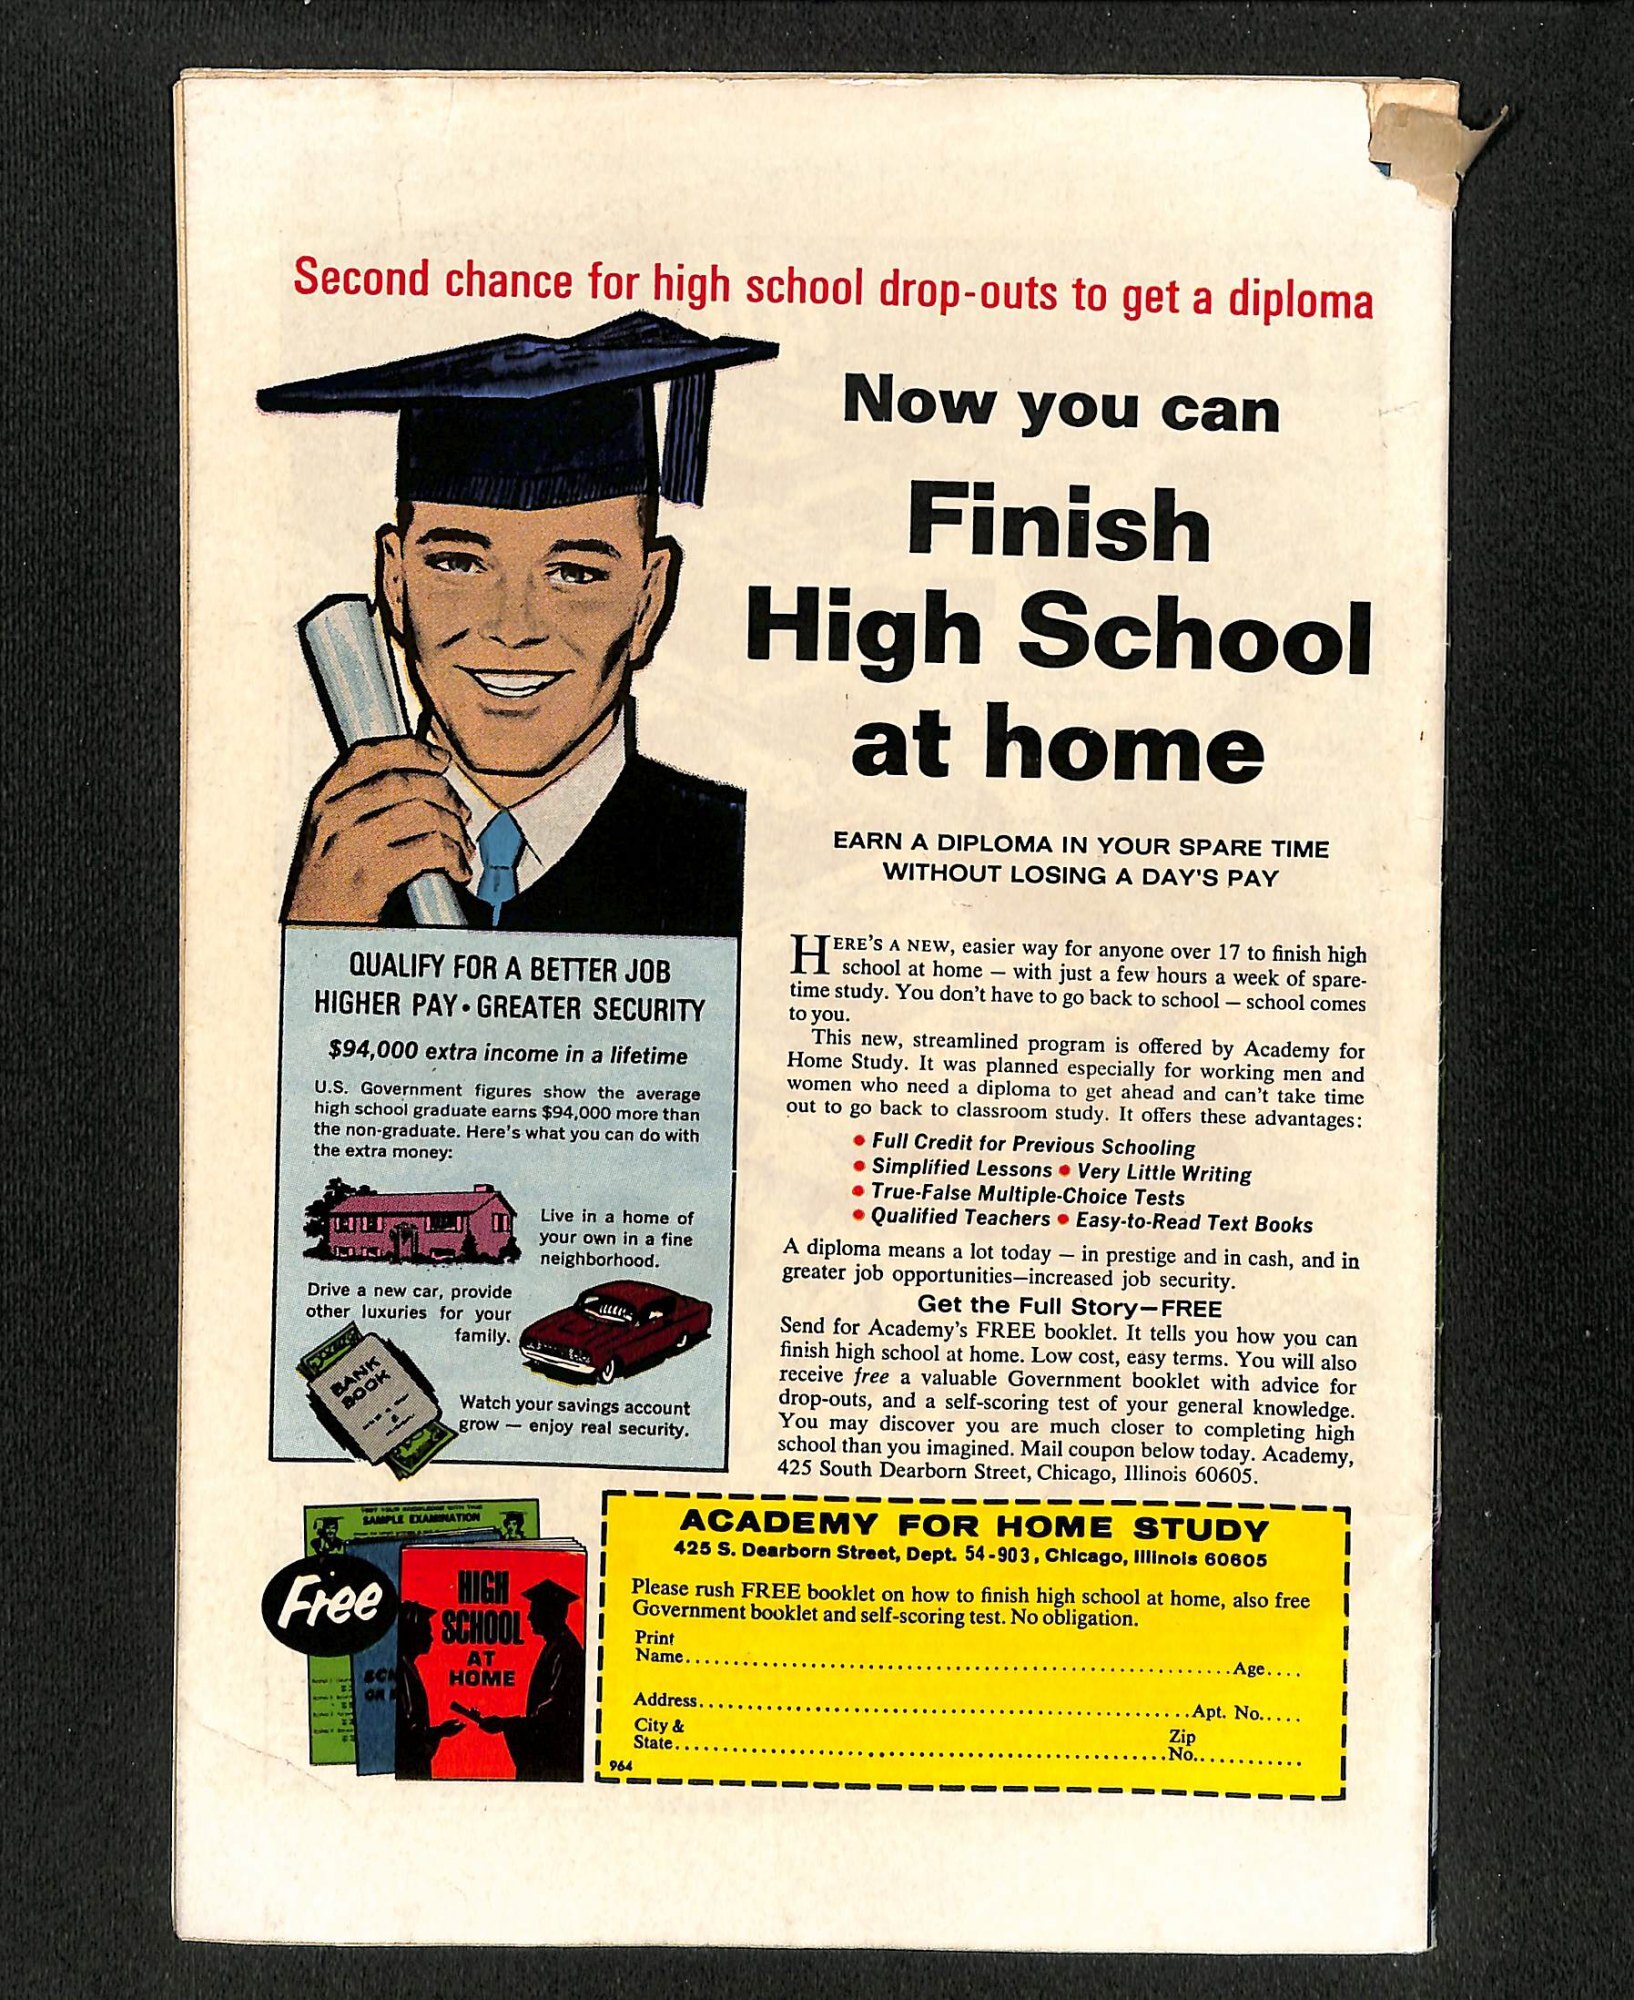 Second chance for high school drop-outs to get a diploma
Now you can
Finish
High School
at home
EARN A DIPLOMA IN YOUR SPARE TIME
WITHOUT LOSING A DAY'S PAY
QUALIFY FOR A BETTER JOB
HIGHER PAY • GREATER SECURITY
$94,000 extra income in a lifetime
U.S. Government figures show the average
high school graduate earns $94,000 more than
the non-graduate. Here's what you can do with
the extra money:
Live in a home of
your own in a fine
neighborhood.
Drive a new car, provide
other luxuries for your
family.
BANK
BOOK
Watch your savings account
grow — enjoy real security.
HERE'S A NEW, easier way for anyone over 17 to finish high
school at home — with just a few hours a week of spare-
time study. You don't have to go back to school — school comes
to you.
This new, streamlined program is offered by Academy for
Home Study. It was planned especially for working men and
women who need a diploma to get ahead and can't take time
out to go back to classroom study. It offers these advantages:
• Full Credit for Previous Schooling
• Simplified Lessons • Very Little Writing
• True-False Multiple-Choice Tests
• Qualified Teachers • Easy-to-Read Text Books
A diploma means a lot today — in prestige and in cash, and in
greater job opportunities—increased job security.
Get the Full Story—FREE
Send for Academy's FREE booklet. It tells you how you can
finish high school at home. Low cost, easy terms. You will also
receive free a valuable Government booklet with advice for
drop-outs, and a self-scoring test of your general knowledge.
You may discover you are much closer to completing high
school than you imagined. Mail coupon below today. Academy,
425 South Dearborn Street, Chicago, Illinois 60605.
TEST YOUR KNOWLEDGE WITH THIS
SAMPLE EXAMINATION
Free
HIGH
SCHOOL
AT
HOME
ACADEMY FOR HOME STUDY
425 S. Dearborn Street, Dept. 54-903, Chicago, Illinois 60605
Please rush FREE booklet on how to finish high school at home, also free
Government booklet and self-scoring test. No obligation.
Print
Name.......................................................Age....
Address.................................................Apt. No.....
City &
State.................................................Zip No...........
964